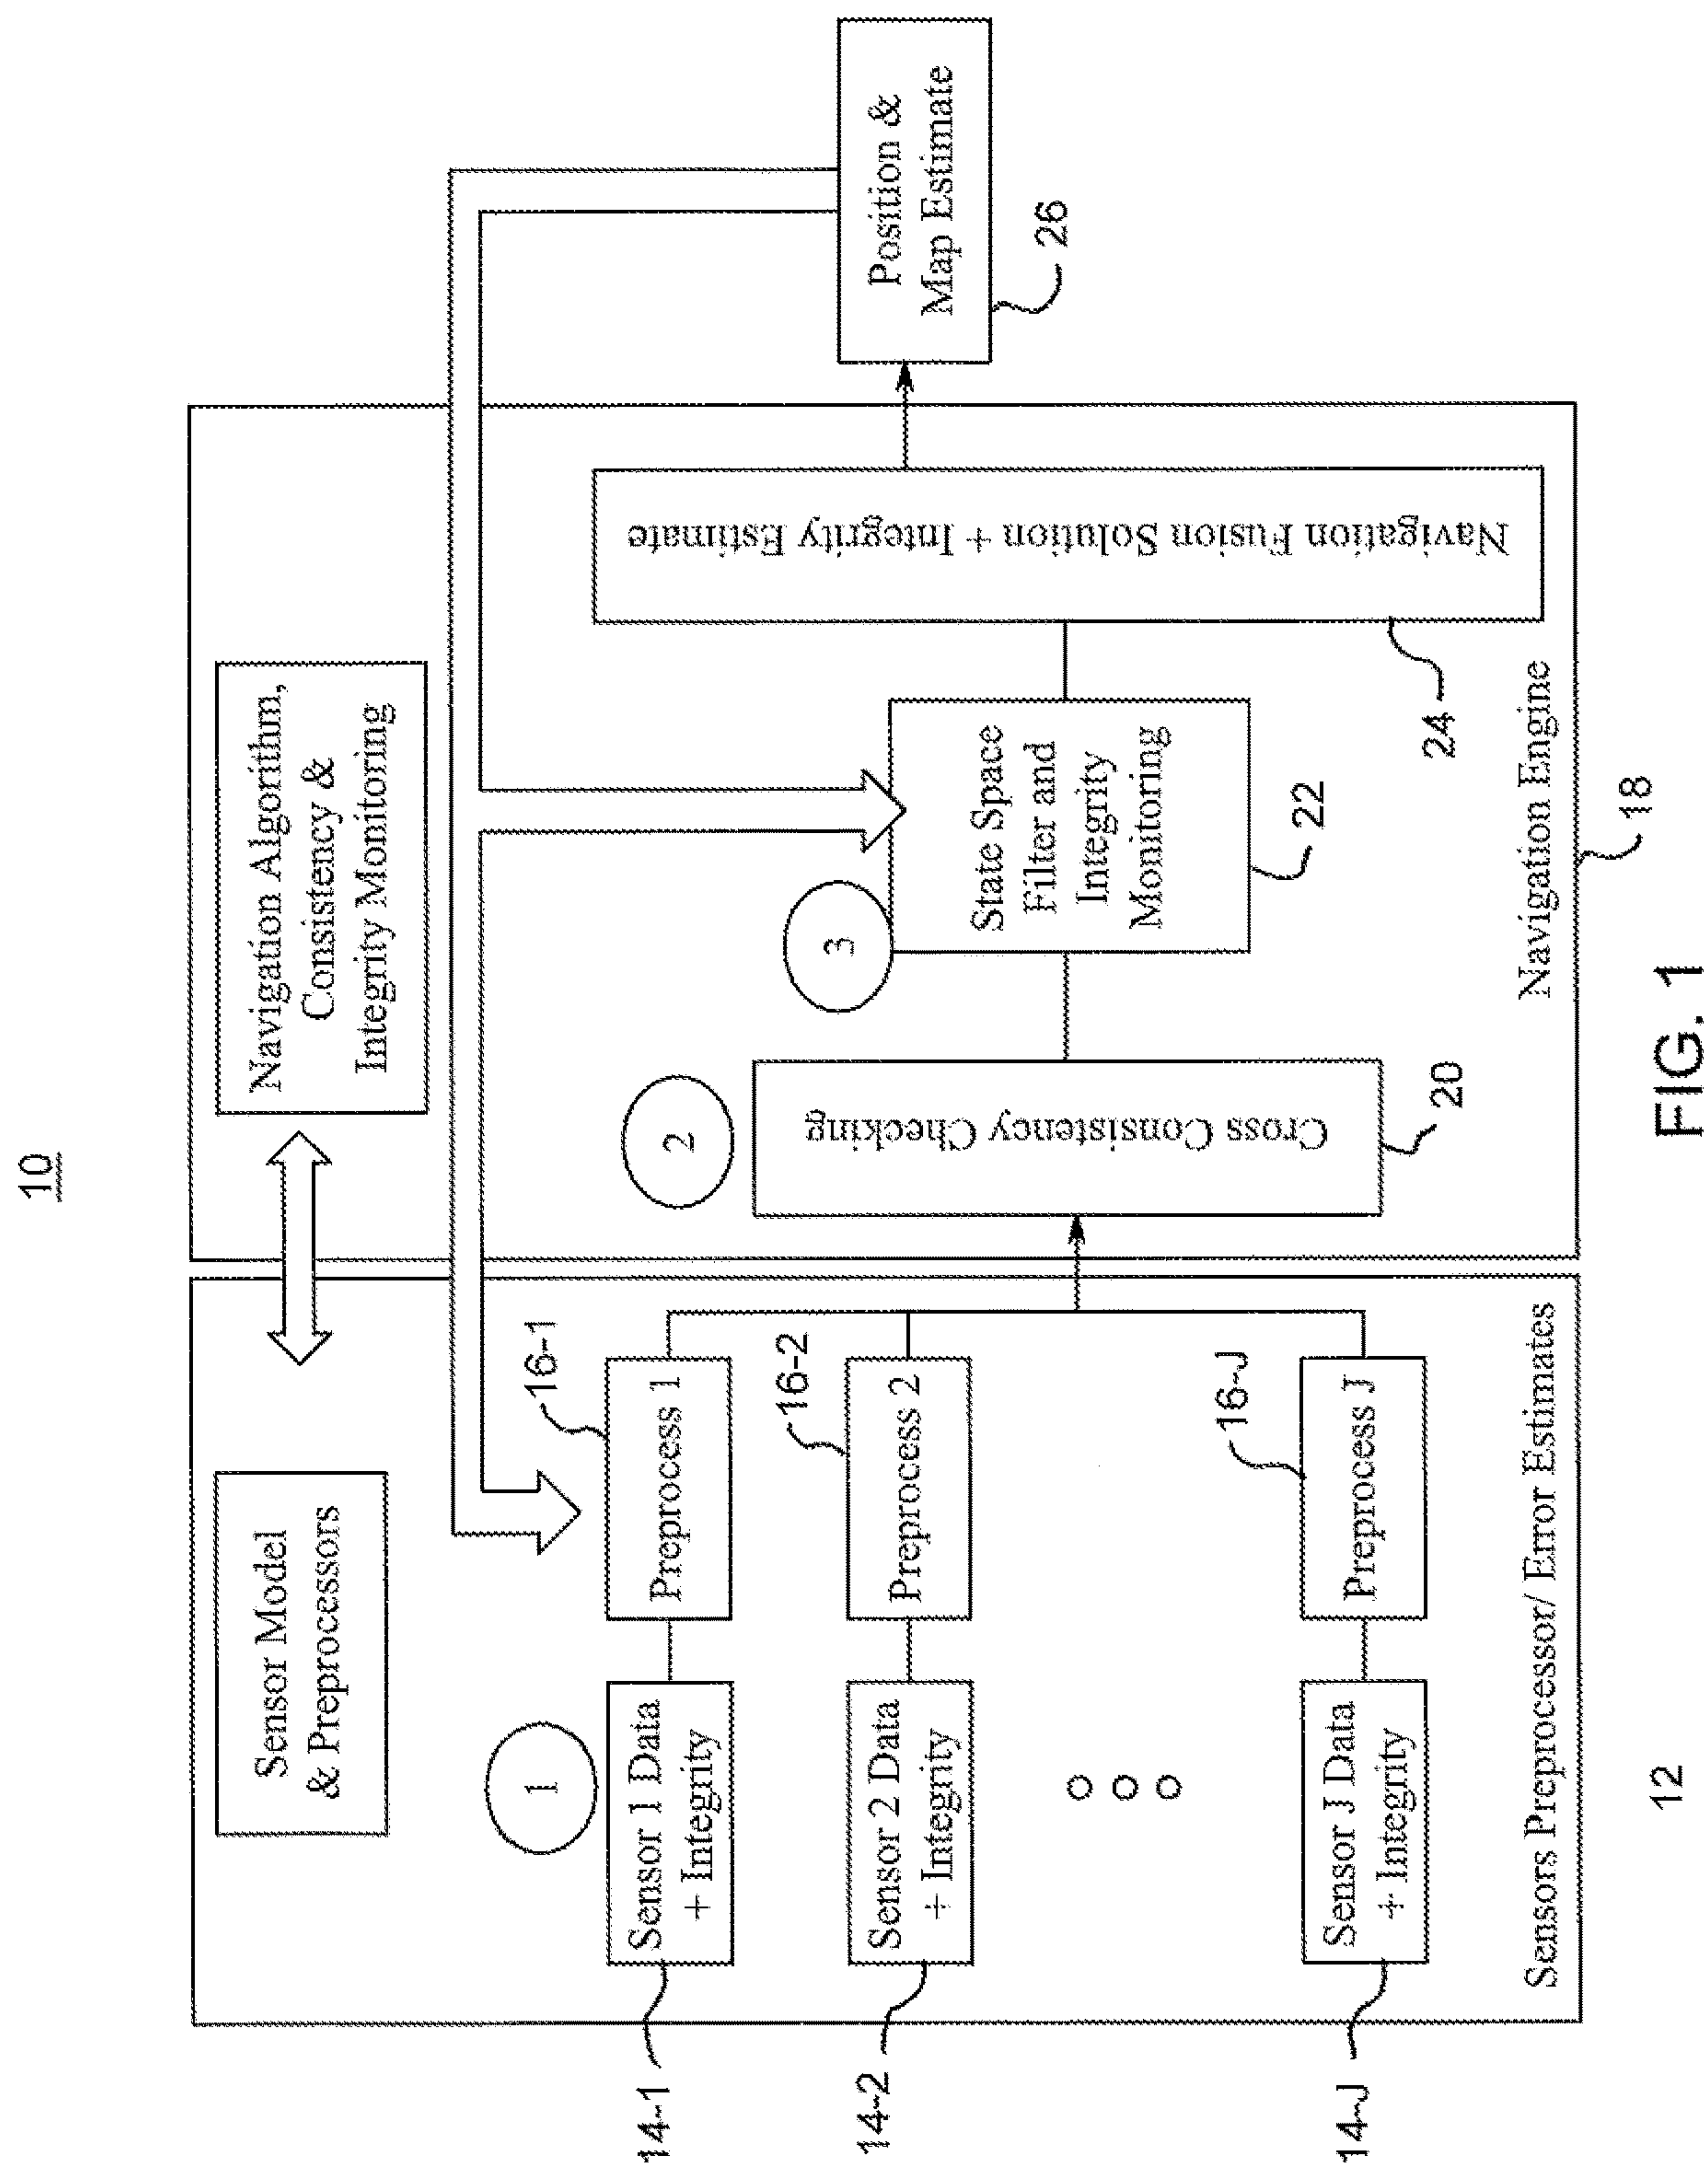 10
Sensor Model
& Preprocessors
Navigation Algorithm,
Consistency &
Integrity Monitoring
1
Sensor 1 Data
+ Integrity
14-1
Preprocess 1
16-1
Sensor 2 Data
+ Integrity
14-2
Preprocess 2
16-2
Sensor J Data
+ Integrity
14-J
Preprocess J
16-J
Sensors Preprocessor/ Error Estimates
12
2
Cross Consistency Checking
20
3
State Space
Filter and
Integrity
Monitoring
22
Navigation Fusion Solution + Integrity Estimate
24
Navigation Engine
18
Position &
Map Estimate
26
FIG. 1